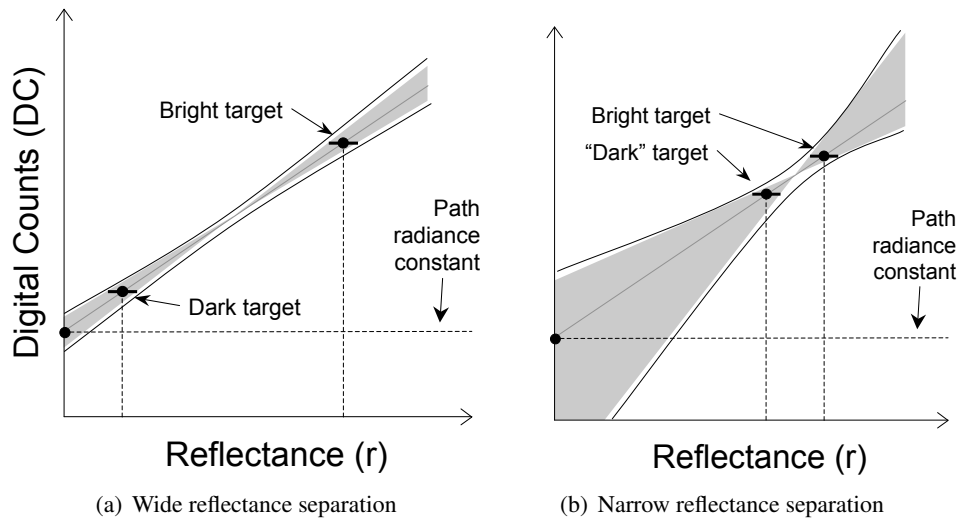 Digital Counts (DC)
Bright target
Dark target
Path
radiance
constant
Reflectance (r)
(a) Wide reflectance separation
Bright target
“Dark” target
Path
radiance
constant
Reflectance (r)
(b) Narrow reflectance separation